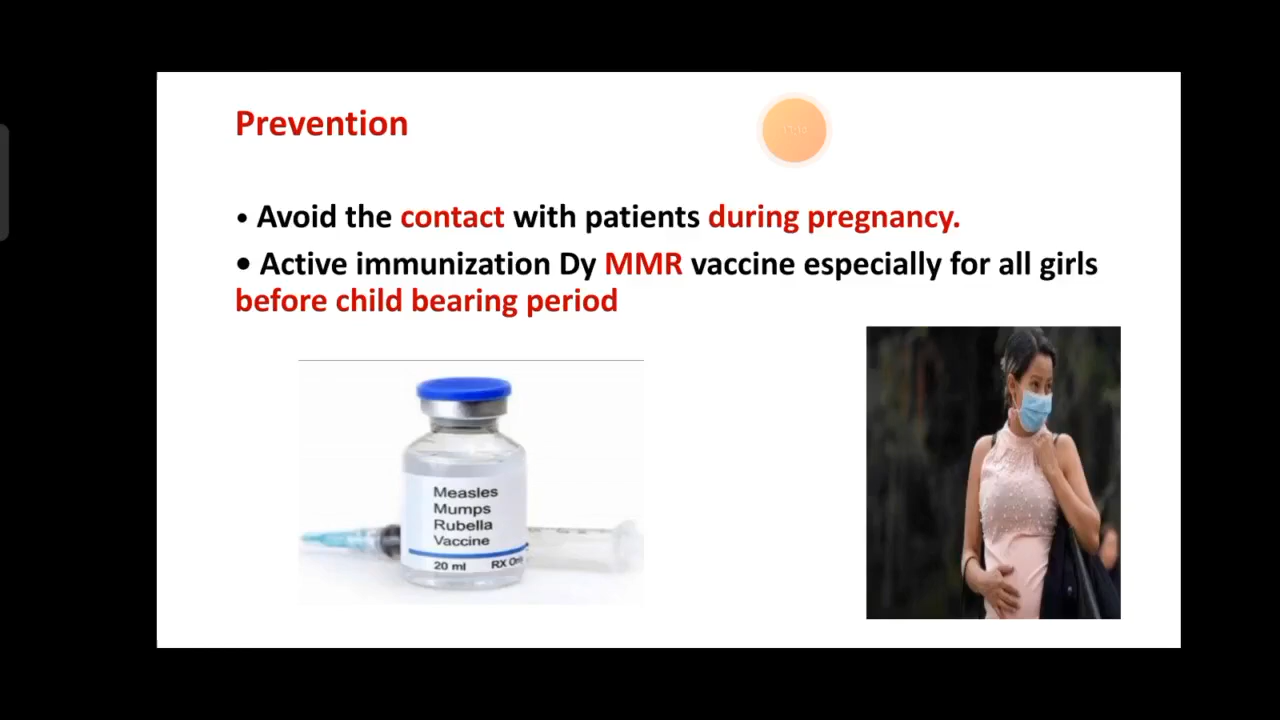 Prevention
• Avoid the contact with patients during pregnancy.
• Active immunization Dy MMR vaccine especially for all girls
before child bearing period
Measles
Mumps
Rubella
Vaccine
20 ml RX Only